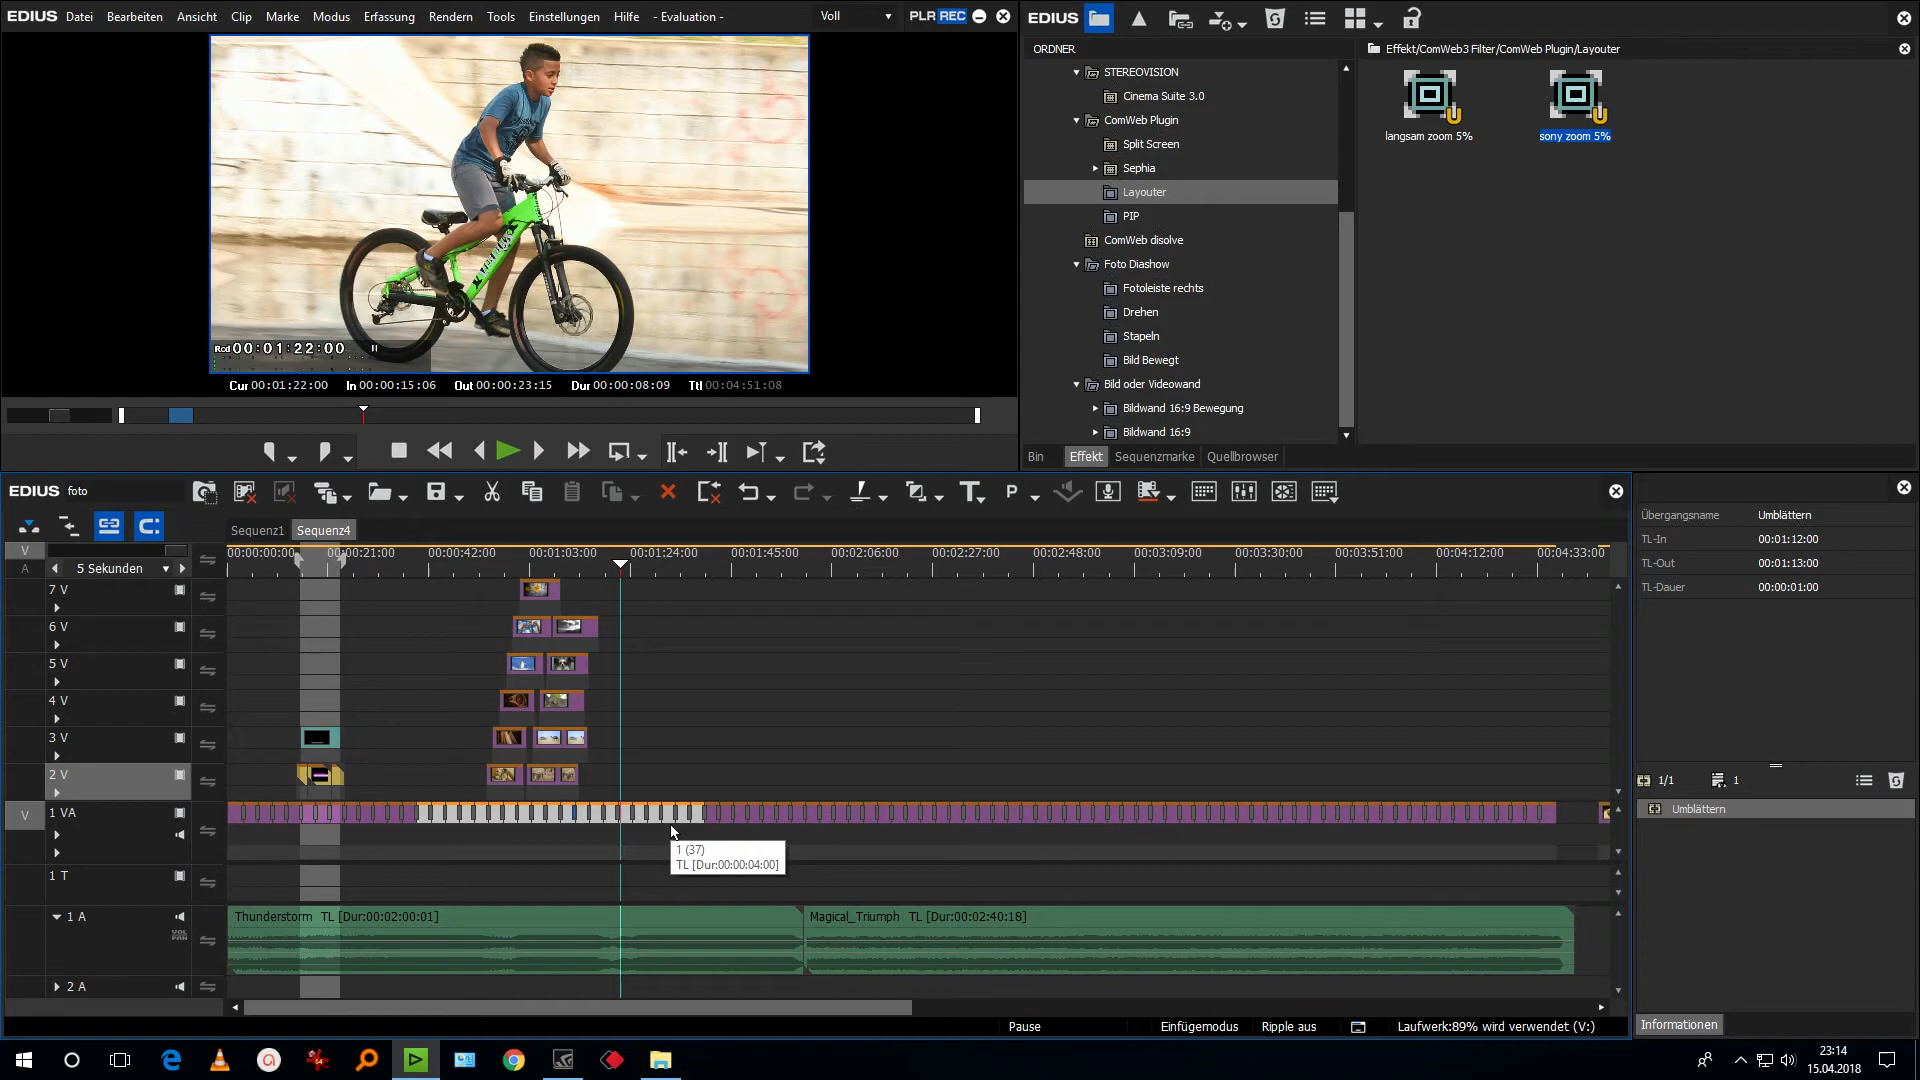 EDIUS Datei Bearbeiten Ansicht Clip Marke Modus Erfassung Rendern Tools Einstellungen Hilfe - Evaluation - Voll PLR REC
Rcd 00:01:22:00
Cur 00:01:22:00 In 00:00:15:06 Out 00:00:23:15 Dur 00:00:08:09 Ttl 00:04:51:08
EDIUS
ORDNER
Effekt/ComWeb3 Filter/ComWeb Plugin/Layouter
STEREOVISION
Cinema Suite 3.0
ComWeb Plugin
Split Screen
Sephia
Layouter
PIP
ComWeb disolve
Foto Diashow
Fotoleiste rechts
Drehen
Stapeln
Bild Bewegt
Bild oder Videowand
Bildwand 16:9 Bewegung
Bildwand 16:9
langsam zoom 5%
sony zoom 5%
Bin Effekt Sequenzmarke Quellbrowser
EDIUS foto
Sequenz1 Sequenz4
V
A
5 Sekunden
00:00:00:00 00:00:21:00 00:00:42:00 00:01:03:00 00:01:24:00 00:01:45:00 00:02:06:00 00:02:27:00 00:02:48:00 00:03:09:00 00:03:30:00 00:03:51:00 00:04:12:00 00:04:33:00
7 V
6 V
5 V
4 V
3 V
2 V
V 1 VA
1 (37)
TL [Dur:00:00:04:00]
1 T
1 A
VOL
PAN
Thunderstorm TL [Dur:00:02:00:01]
Magical_Triumph TL [Dur:00:02:40:18]
2 A
Pause Einfügemodus Ripple aus Laufwerk:89% wird verwendet (V:)
Übergangsname Umblättern
TL-In 00:01:12:00
TL-Out 00:01:13:00
TL-Dauer 00:00:01:00
1/1 1
Umblättern
Informationen
23:14
15.04.2018